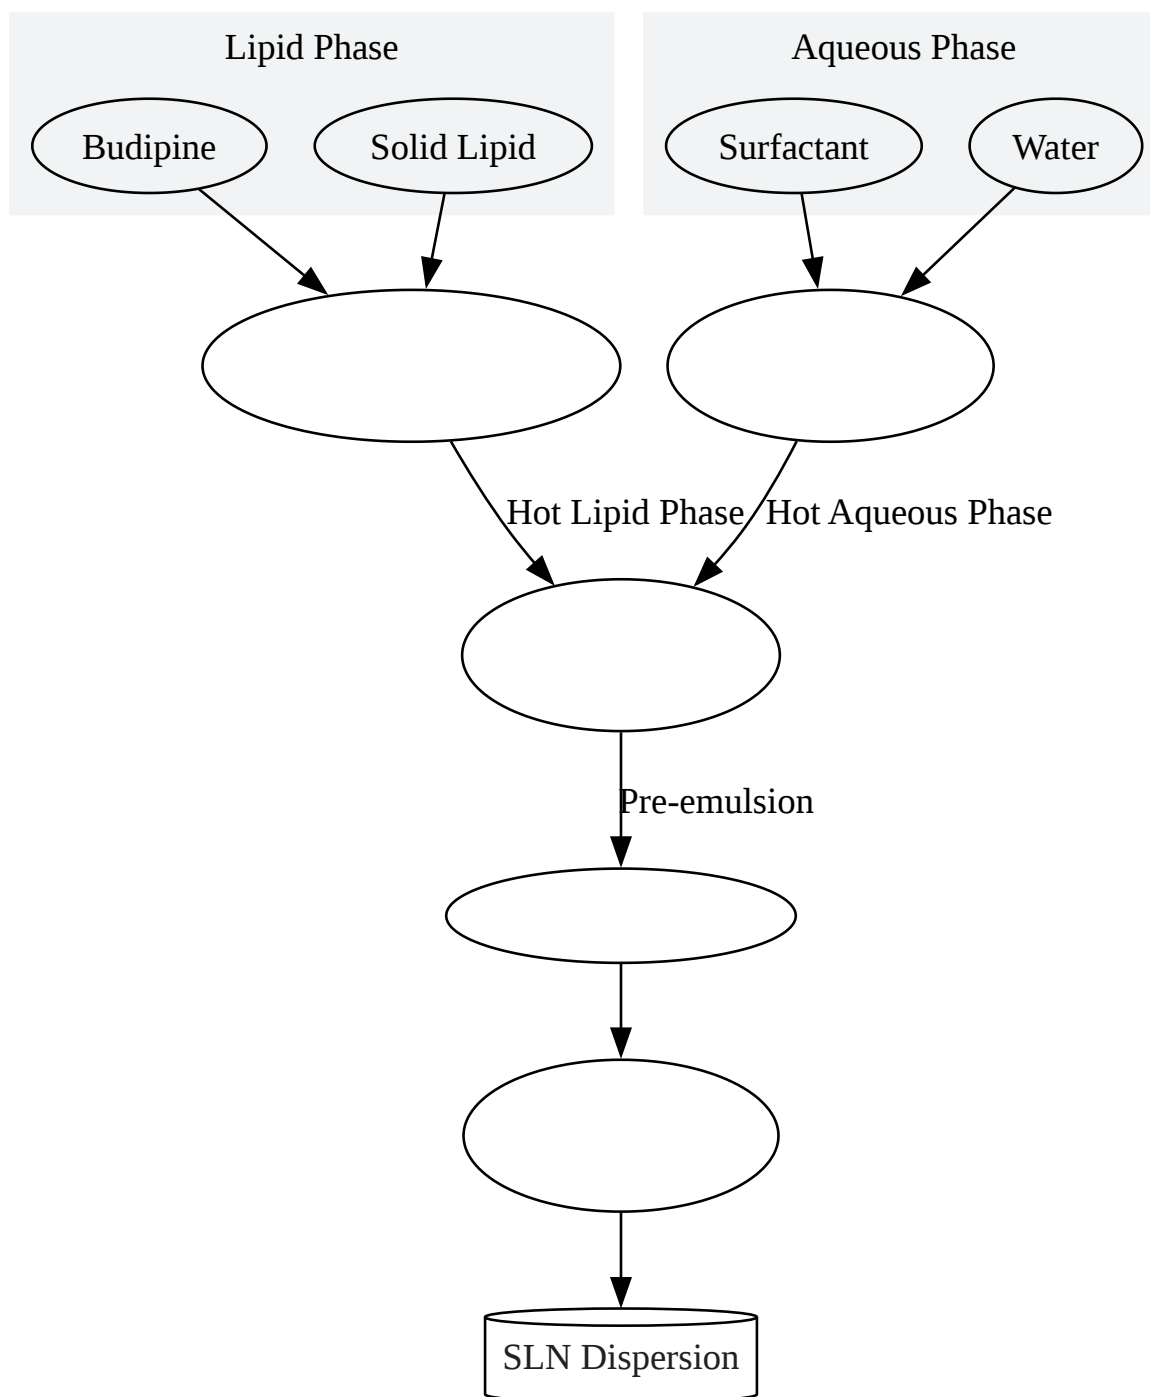 Lipid Phase
Aqueous Phase
Budipine
Solid Lipid
Surfactant
Water
Hot Lipid Phase
Hot Aqueous Phase
Pre-emulsion
SLN Dispersion